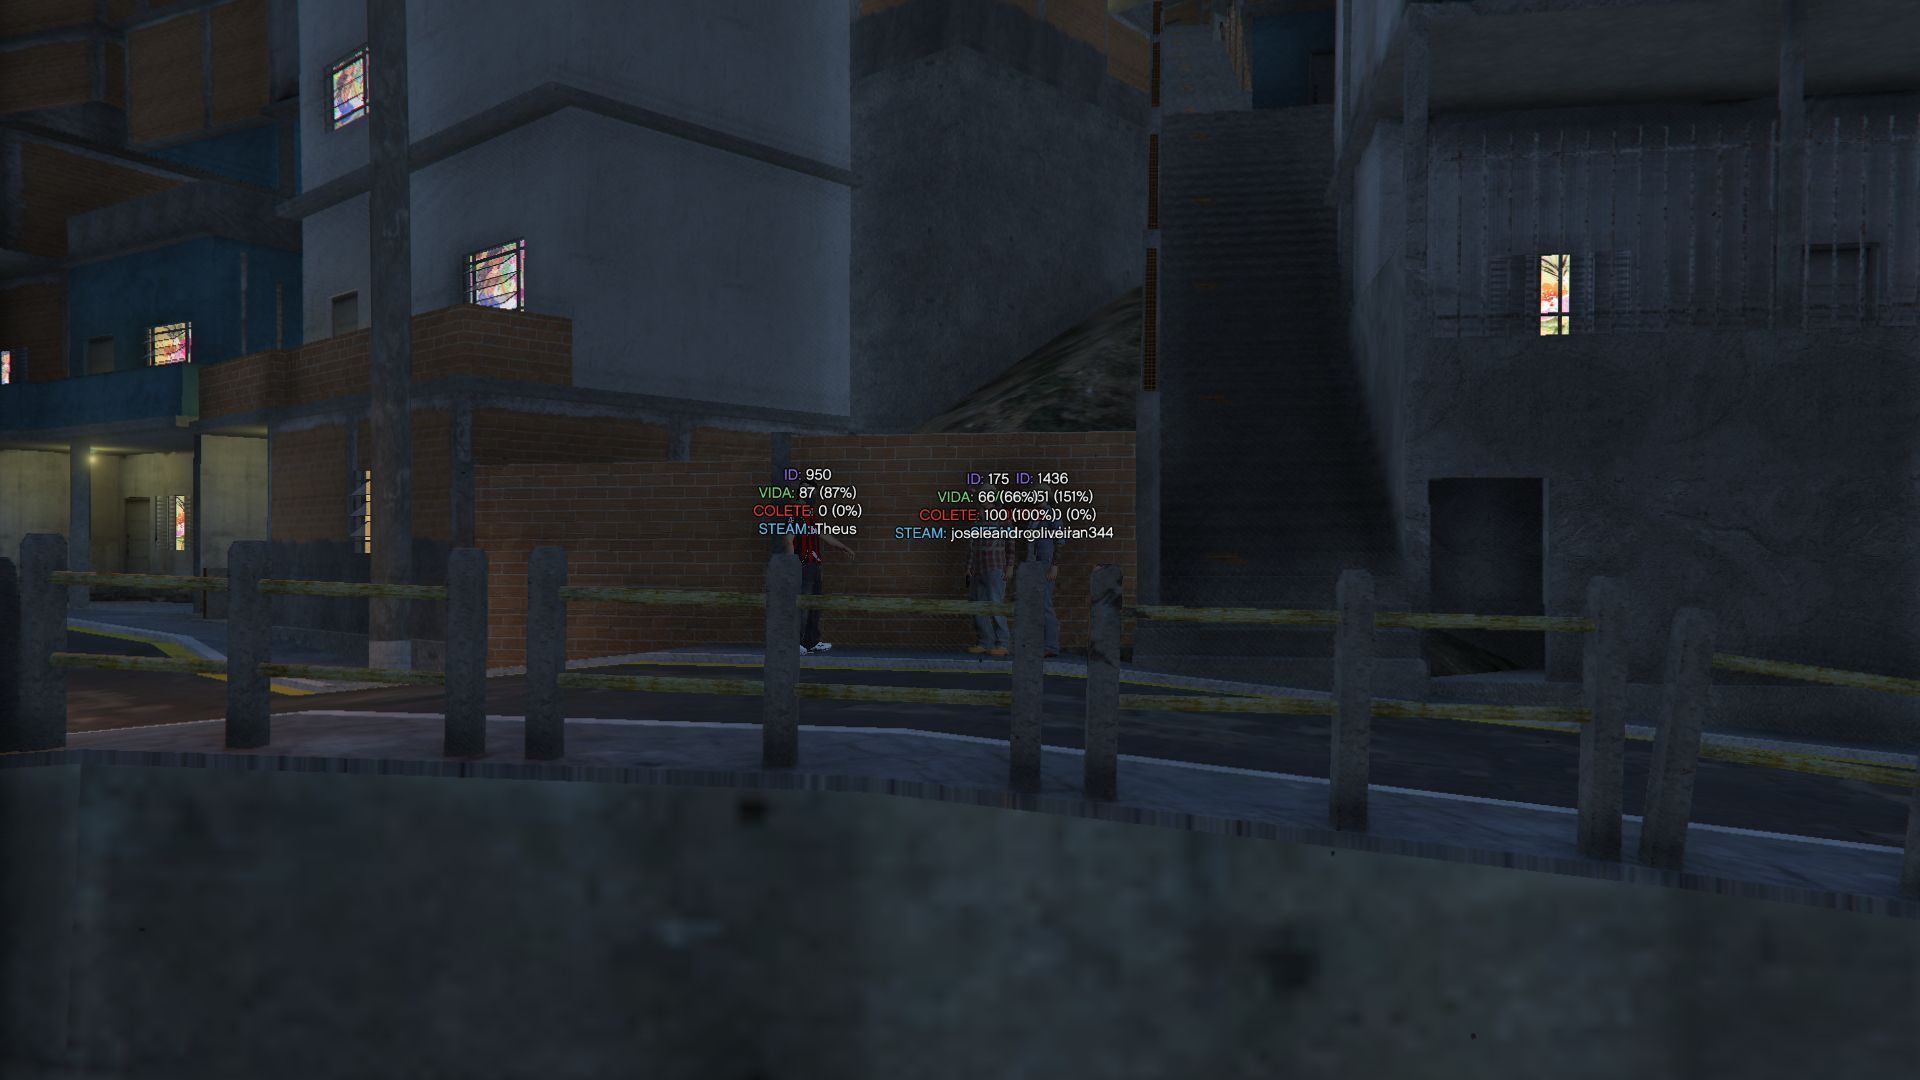 ID: 950
VIDA: 87 (87%)
COLETE: 0 (0%)
STEAM: Theus
ID: 175 ID: 1436
VIDA: 66 (66%) 51 (151%)
COLETE: 100 (100%) (0%)
STEAM: joseleandrooliveiran344